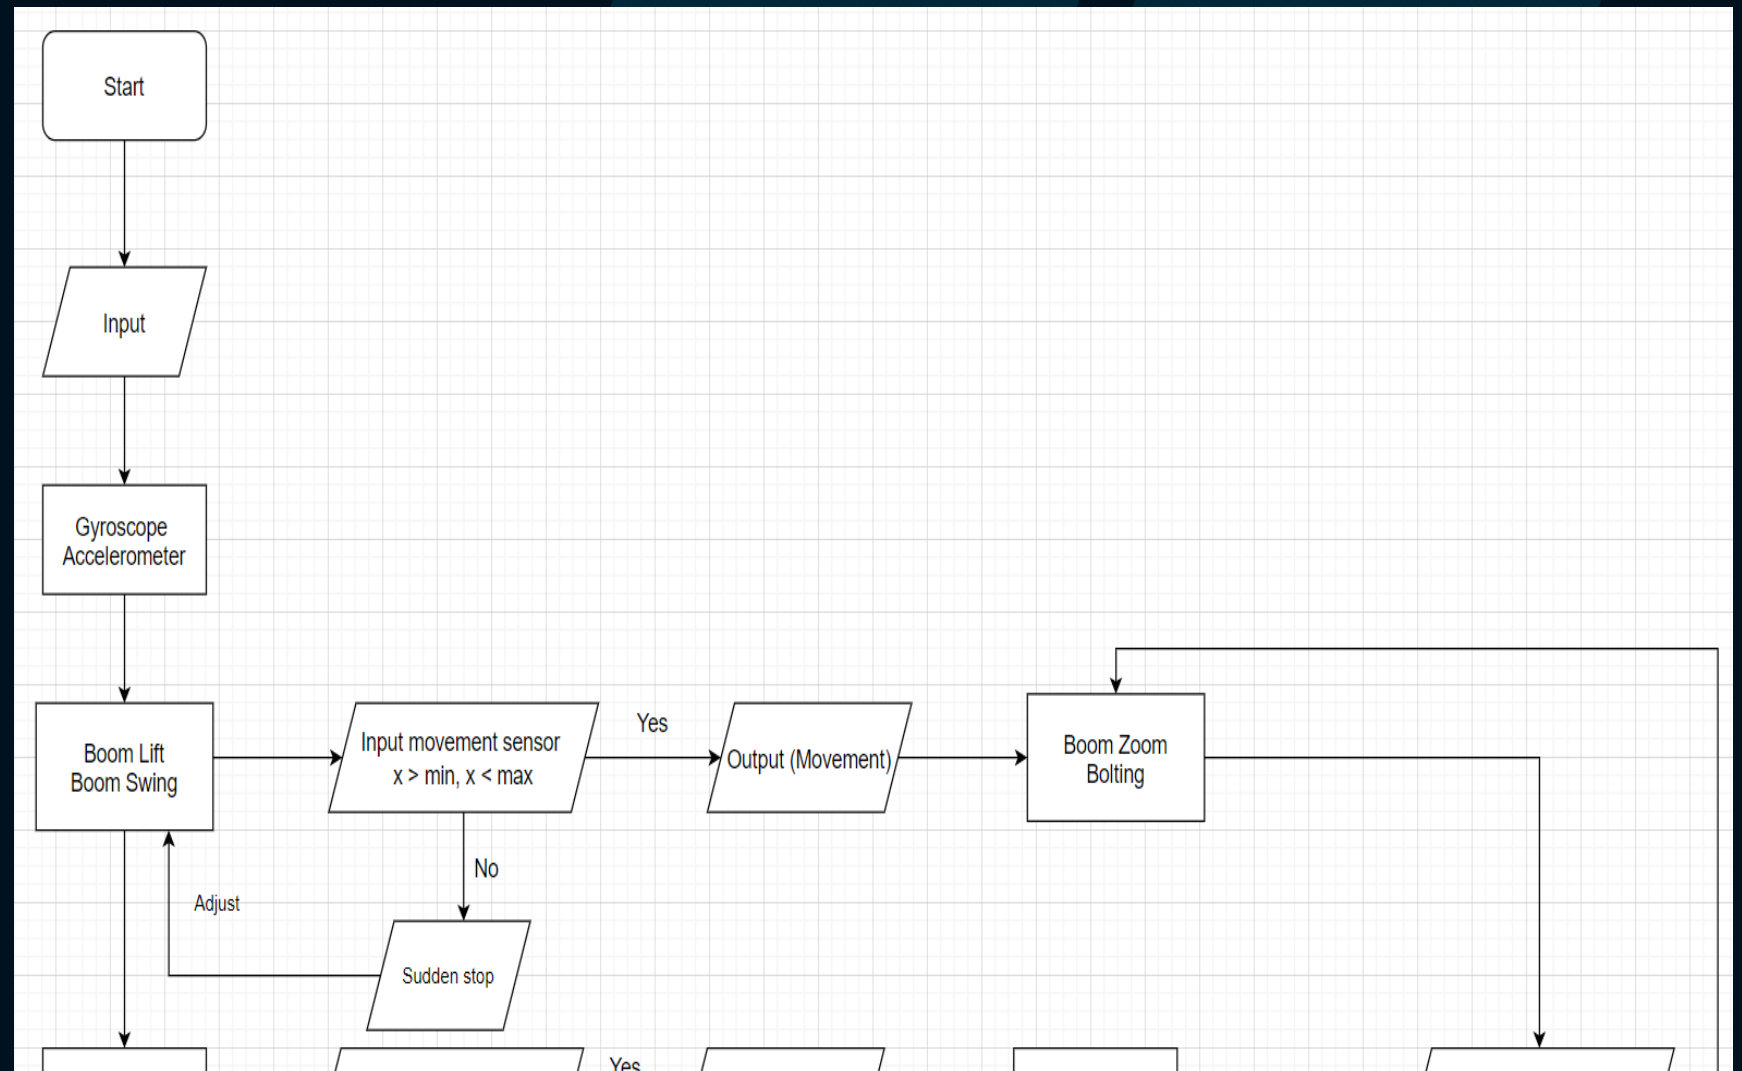 Start
Input
Gyroscope
Accelerometer
Boom Lift
Boom Swing
Input movement sensor
x > min, x < max
Yes
Output (Movement)
Boom Zoom
Bolting
No
Adjust
Sudden stop
Yes